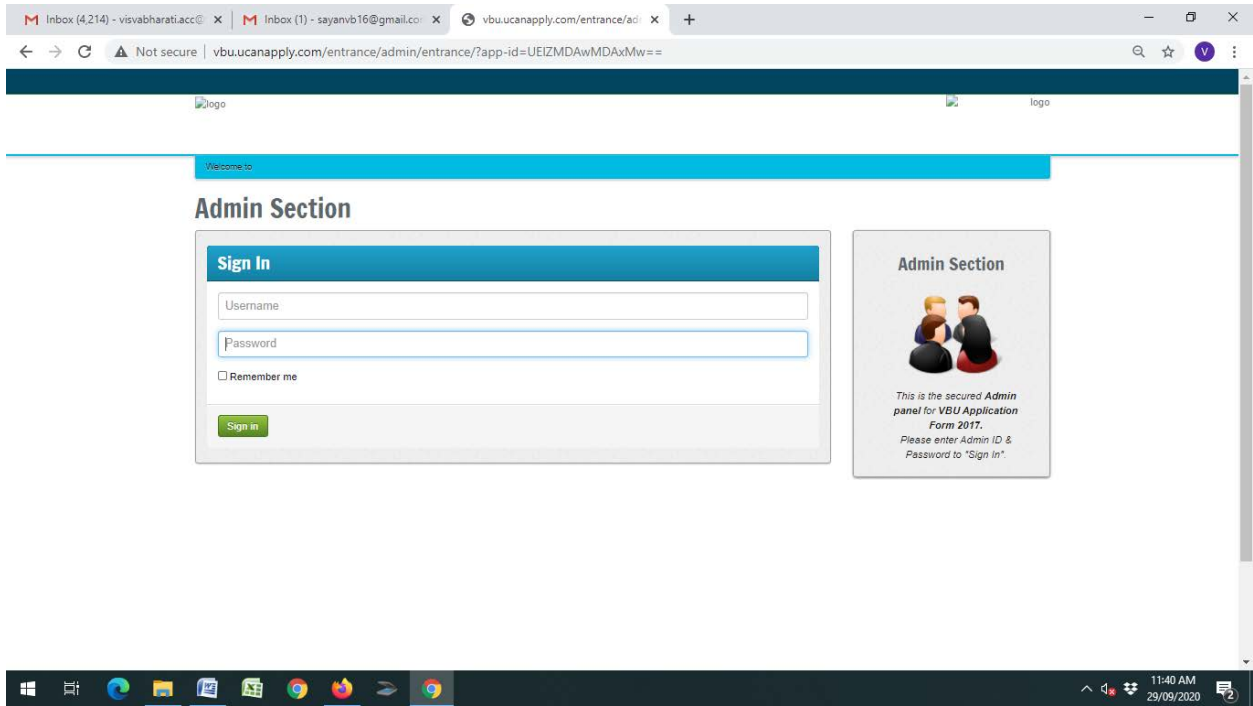 Inbox (4,214) - visvabharati.acc@
Inbox (1) - sayanvb16@gmail.com
vbu.ucanapply.com/entrance/adm
Not secure | vbu.ucanapply.com/entrance/admin/entrance/?app-id=UElZMDAwMDAxMw==
V
logo
logo
Welcome to
Admin Section
Sign In
Username
Password
Remember me
Sign in
Admin Section
This is the secured Admin
panel for VBU Application
Form 2017.
Please enter Admin ID &
Password to "Sign In".
11:40 AM
29/09/2020
2